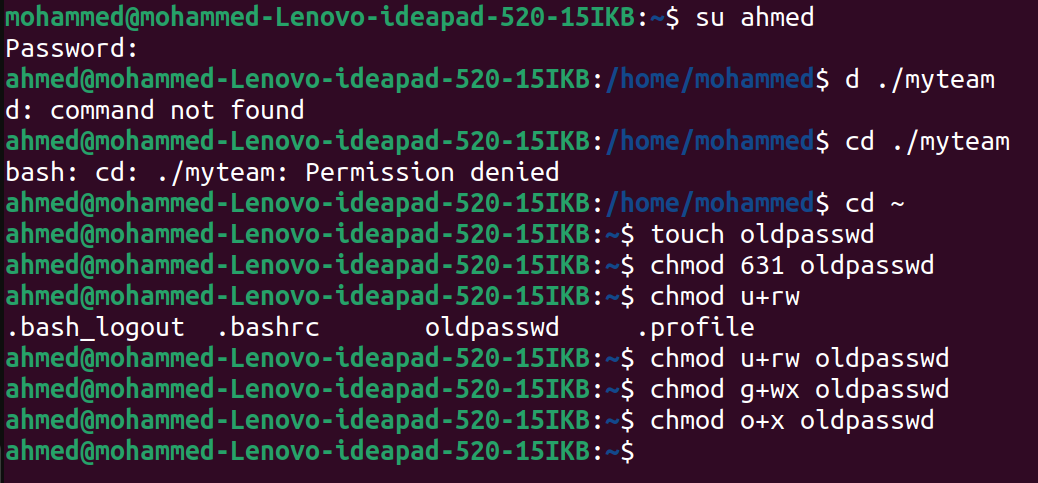 mohammed@mohammed-Lenovo-ideapad-520-15IKB:~$ su ahmed
Password:
ahmed@mohammed-Lenovo-ideapad-520-15IKB:/home/mohammed$ d ./myteam
d: command not found
ahmed@mohammed-Lenovo-ideapad-520-15IKB:/home/mohammed$ cd ./myteam
bash: cd: ./myteam: Permission denied
ahmed@mohammed-Lenovo-ideapad-520-15IKB:/home/mohammed$ cd ~
ahmed@mohammed-Lenovo-ideapad-520-15IKB:~$ touch oldpasswd
ahmed@mohammed-Lenovo-ideapad-520-15IKB:~$ chmod 631 oldpasswd
ahmed@mohammed-Lenovo-ideapad-520-15IKB:~$ chmod u+rw
.bash_logout  .bashrc       oldpasswd     .profile
ahmed@mohammed-Lenovo-ideapad-520-15IKB:~$ chmod u+rw oldpasswd
ahmed@mohammed-Lenovo-ideapad-520-15IKB:~$ chmod g+wx oldpasswd
ahmed@mohammed-Lenovo-ideapad-520-15IKB:~$ chmod o+x oldpasswd
ahmed@mohammed-Lenovo-ideapad-520-15IKB:~$